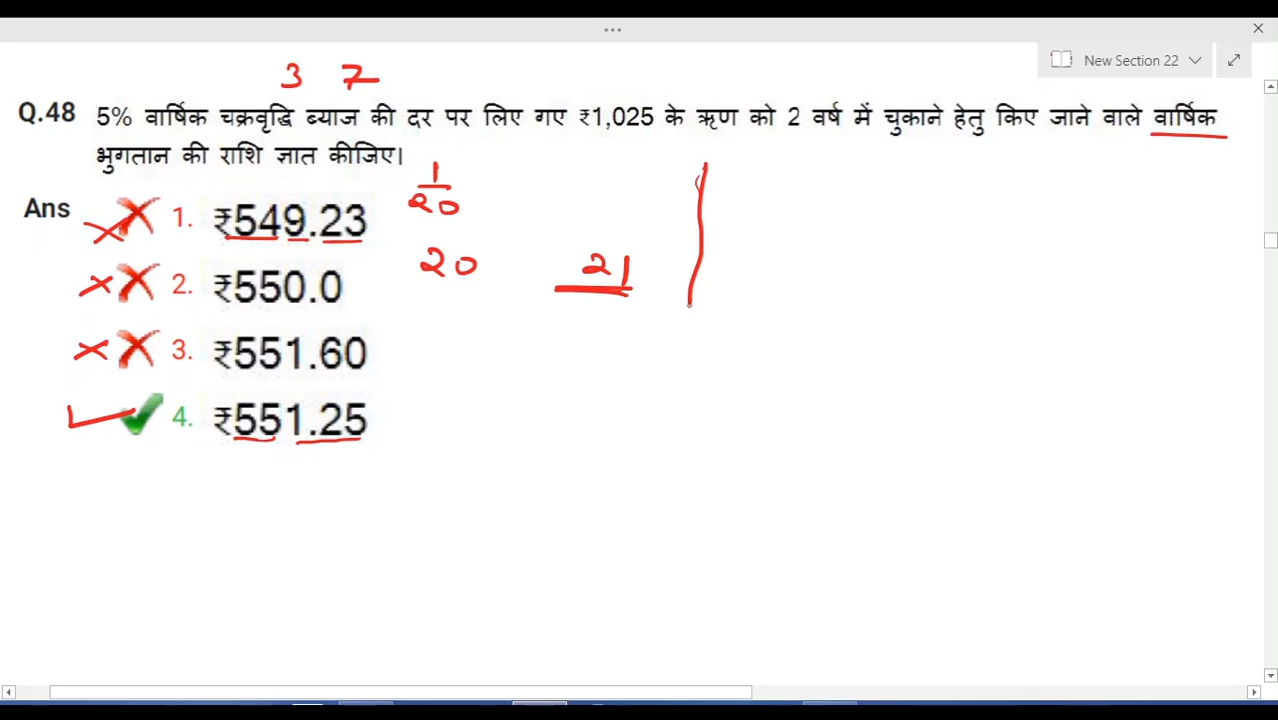 ...
New Section 22
3 7
Q.48 5% वार्षिक चक्रवृद्धि ब्याज की दर पर लिए गए ₹1,025 के ऋण को 2 वर्ष में चुकाने हेतु किए जाने वाले वार्षिक
भुगतान की राशि ज्ञात कीजिए।
1
20
Ans 1. ₹549.23
20 21
2. ₹550.0
3. ₹551.60
4. ₹551.25